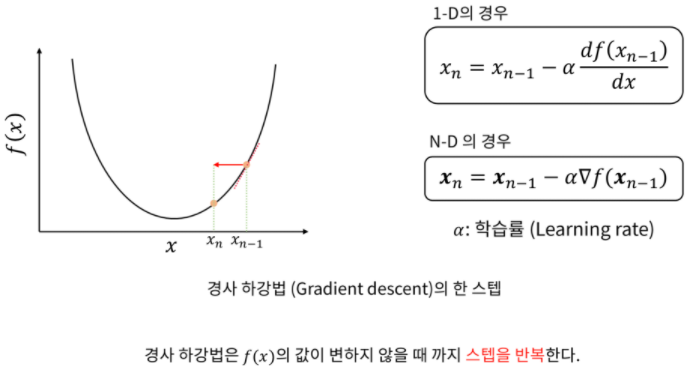 1-D의 경우
x_n = x_{n-1} - α \frac{df(x_{n-1})}{dx}
N-D 의 경우
𝒙_n = 𝒙_{n-1} - α∇f(𝒙_{n-1})
α: 학습률 (Learning rate)
f(x)
x
x_n x_{n-1}
경사 하강법 (Gradient descent)의 한 스텝
경사 하강법은 f(x)의 값이 변하지 않을 때 까지 스텝을 반복한다.